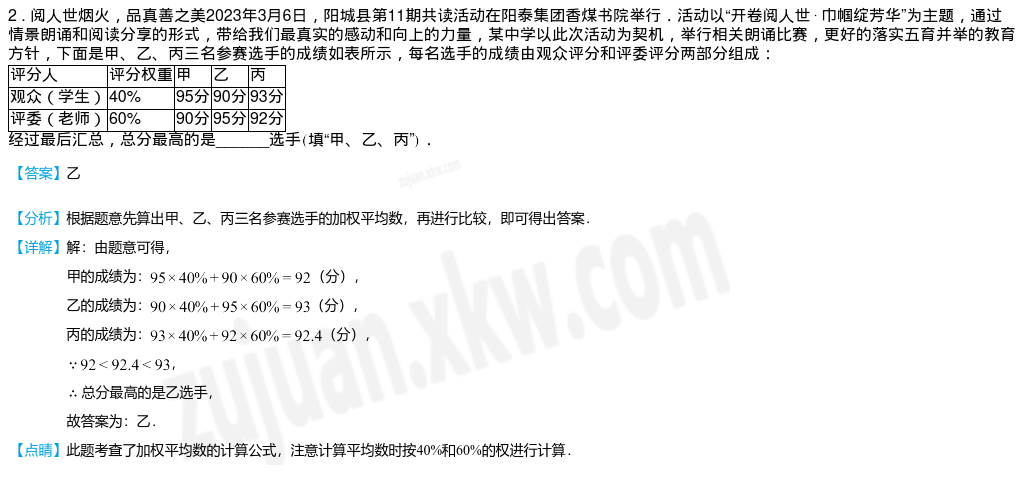 2．阅人世烟火，品真善之美2023年3月6日，阳城县第11期共读活动在阳泰集团香煤书院举行．活动以“开卷阅人世·巾帼绽芳华”为主题，通过
情景朗诵和阅读分享的形式，带给我们最真实的感动和向上的力量，某中学以此次活动为契机，举行相关朗诵比赛，更好的落实五育并举的教育
方针，下面是甲、乙、丙三名参赛选手的成绩如表所示，每名选手的成绩由观众评分和评委评分两部分组成：
评分人 评分权重 甲 乙 丙
观众（学生） 40% 95分 90分 93分
评委（老师） 60% 90分 95分 92分
经过最后汇总，总分最高的是______选手(填“甲、乙、丙”)．
【答案】乙
【分析】根据题意先算出甲、乙、丙三名参赛选手的加权平均数，再进行比较，即可得出答案．
【详解】解：由题意可得，
甲的成绩为：95×40%+90×60%=92（分），
乙的成绩为：90×40%+95×60%=93（分），
丙的成绩为：93×40%+92×60%=92.4（分），
∵92<92.4<93，
∴总分最高的是乙选手，
故答案为：乙．
【点睛】此题考查了加权平均数的计算公式，注意计算平均数时按40%和60%的权进行计算．
zujuan.xkw.com
zujuan.xkw.com